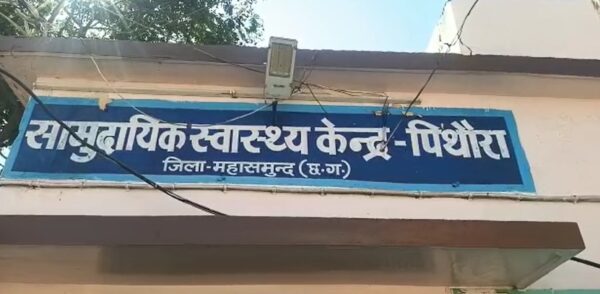 सामुदायिक स्वास्थ्य केन्द्र - पिथौरा
जिला - महासमुन्द (छ.ग.)